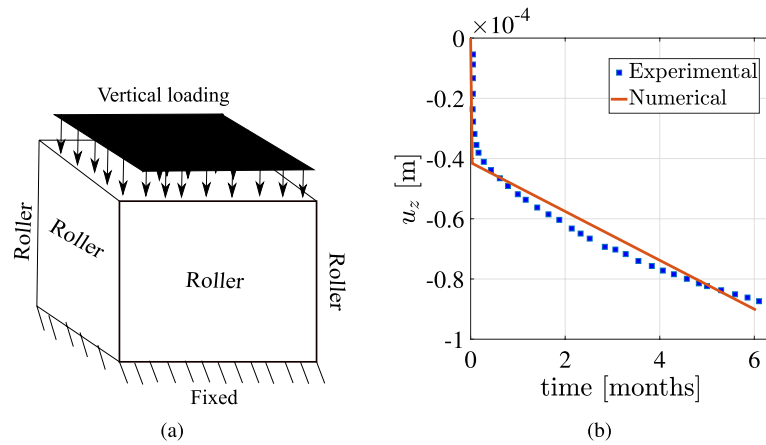 Vertical loading
Roller
Roller
Roller
Roller
Fixed
(a)
×10⁻⁴
0
-0.2
-0.4
-0.6
-0.8
-1
u_z [m]
Experimental
Numerical
0 2 4 6
time [months]
(b)